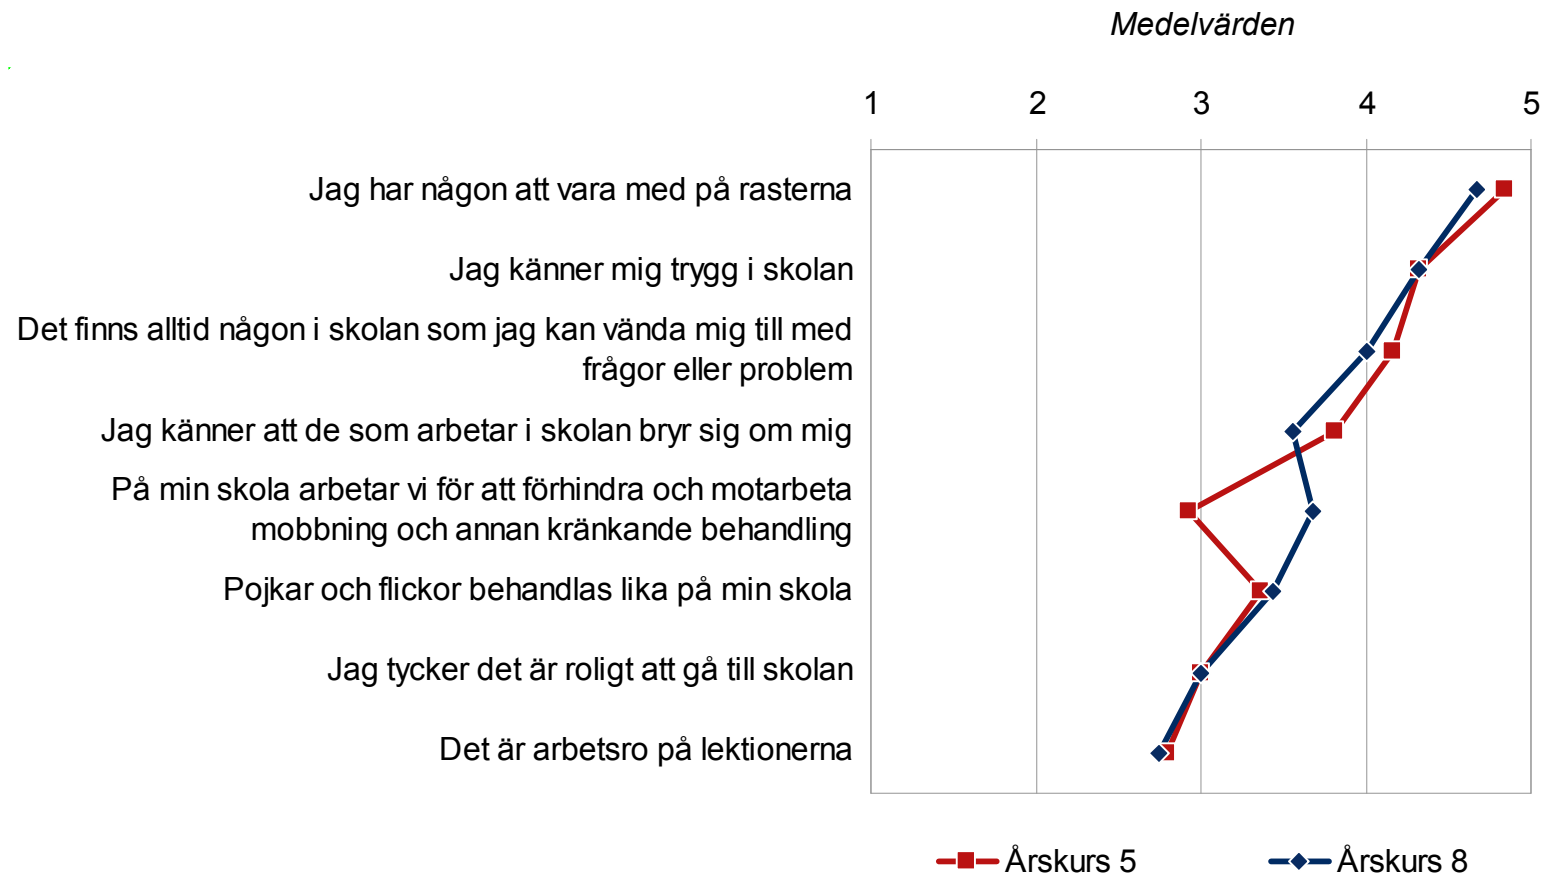 Medelvärden
1 2 3 4 5
Jag har någon att vara med på rasterna
Jag känner mig trygg i skolan
Det finns alltid någon i skolan som jag kan vända mig till med
frågor eller problem
Jag känner att de som arbetar i skolan bryr sig om mig
På min skola arbetar vi för att förhindra och motarbeta
mobbning och annan kränkande behandling
Pojkar och flickor behandlas lika på min skola
Jag tycker det är roligt att gå till skolan
Det är arbetsro på lektionerna
Årskurs 5 Årskurs 8